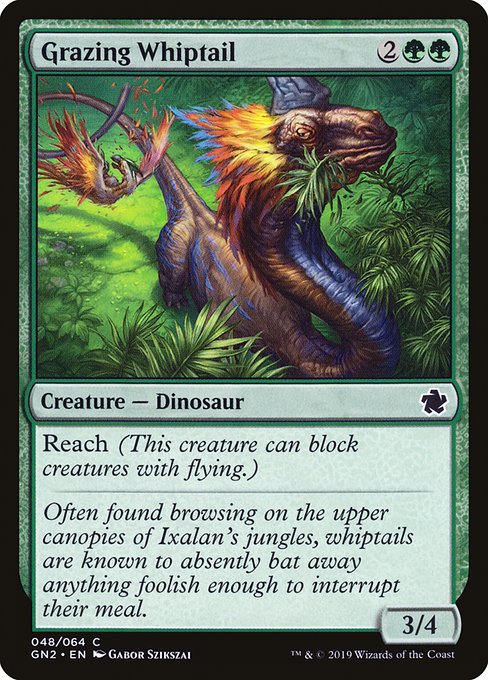 Grazing Whiptail 2
Creature — Dinosaur
Reach (This creature can block
creatures with flying.)
Often found browsing on the upper
canopies of Ixalan's jungles, whiptails
are known to absently bat away
anything foolish enough to interrupt
their meal.
3/4
048/064 C
GN2 • EN Gabor Szikszai
™ & © 2019 Wizards of the Coast